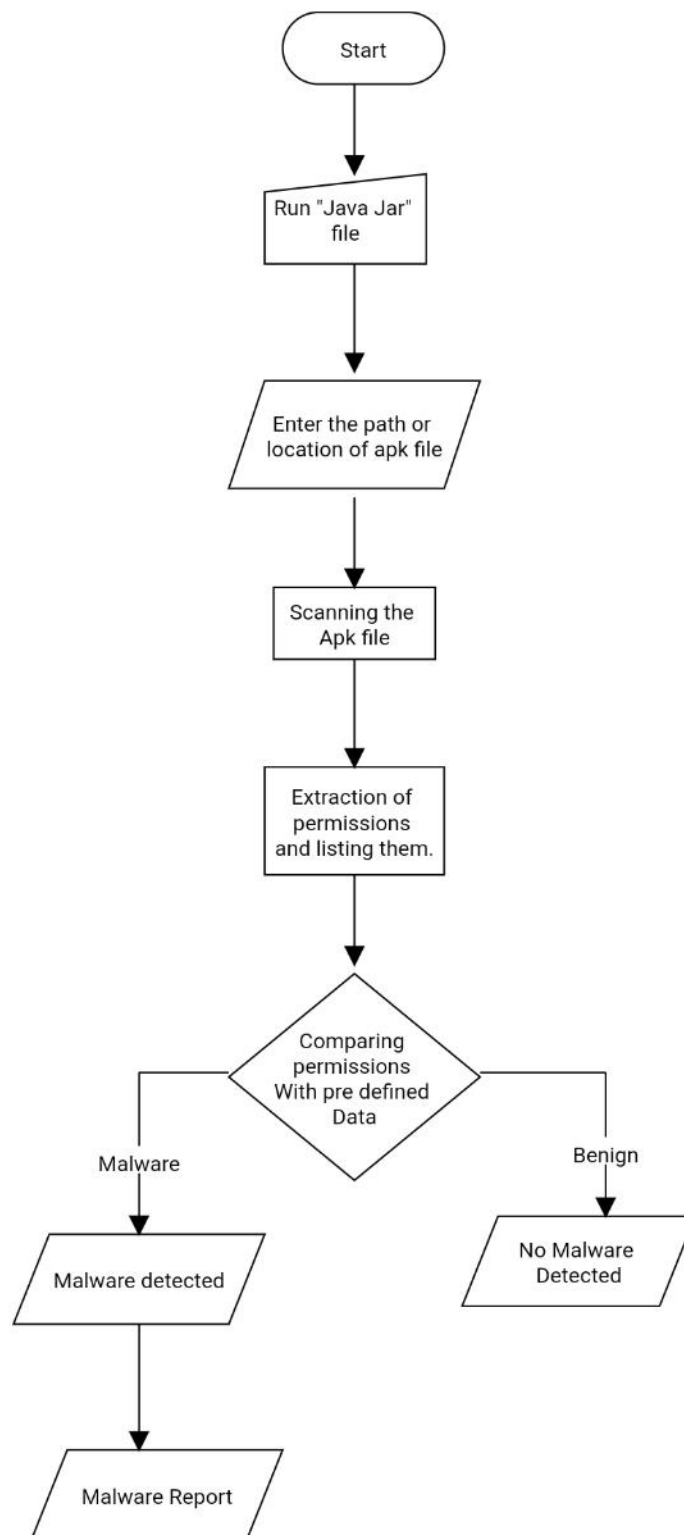 Start
Run "Java Jar"
file
Enter the path or
location of apk file
Scanning the
Apk file
Extraction of
permissions
and listing them.
Comparing
permissions
With pre defined
Data
Malware
Benign
Malware detected
No Malware
Detected
Malware Report